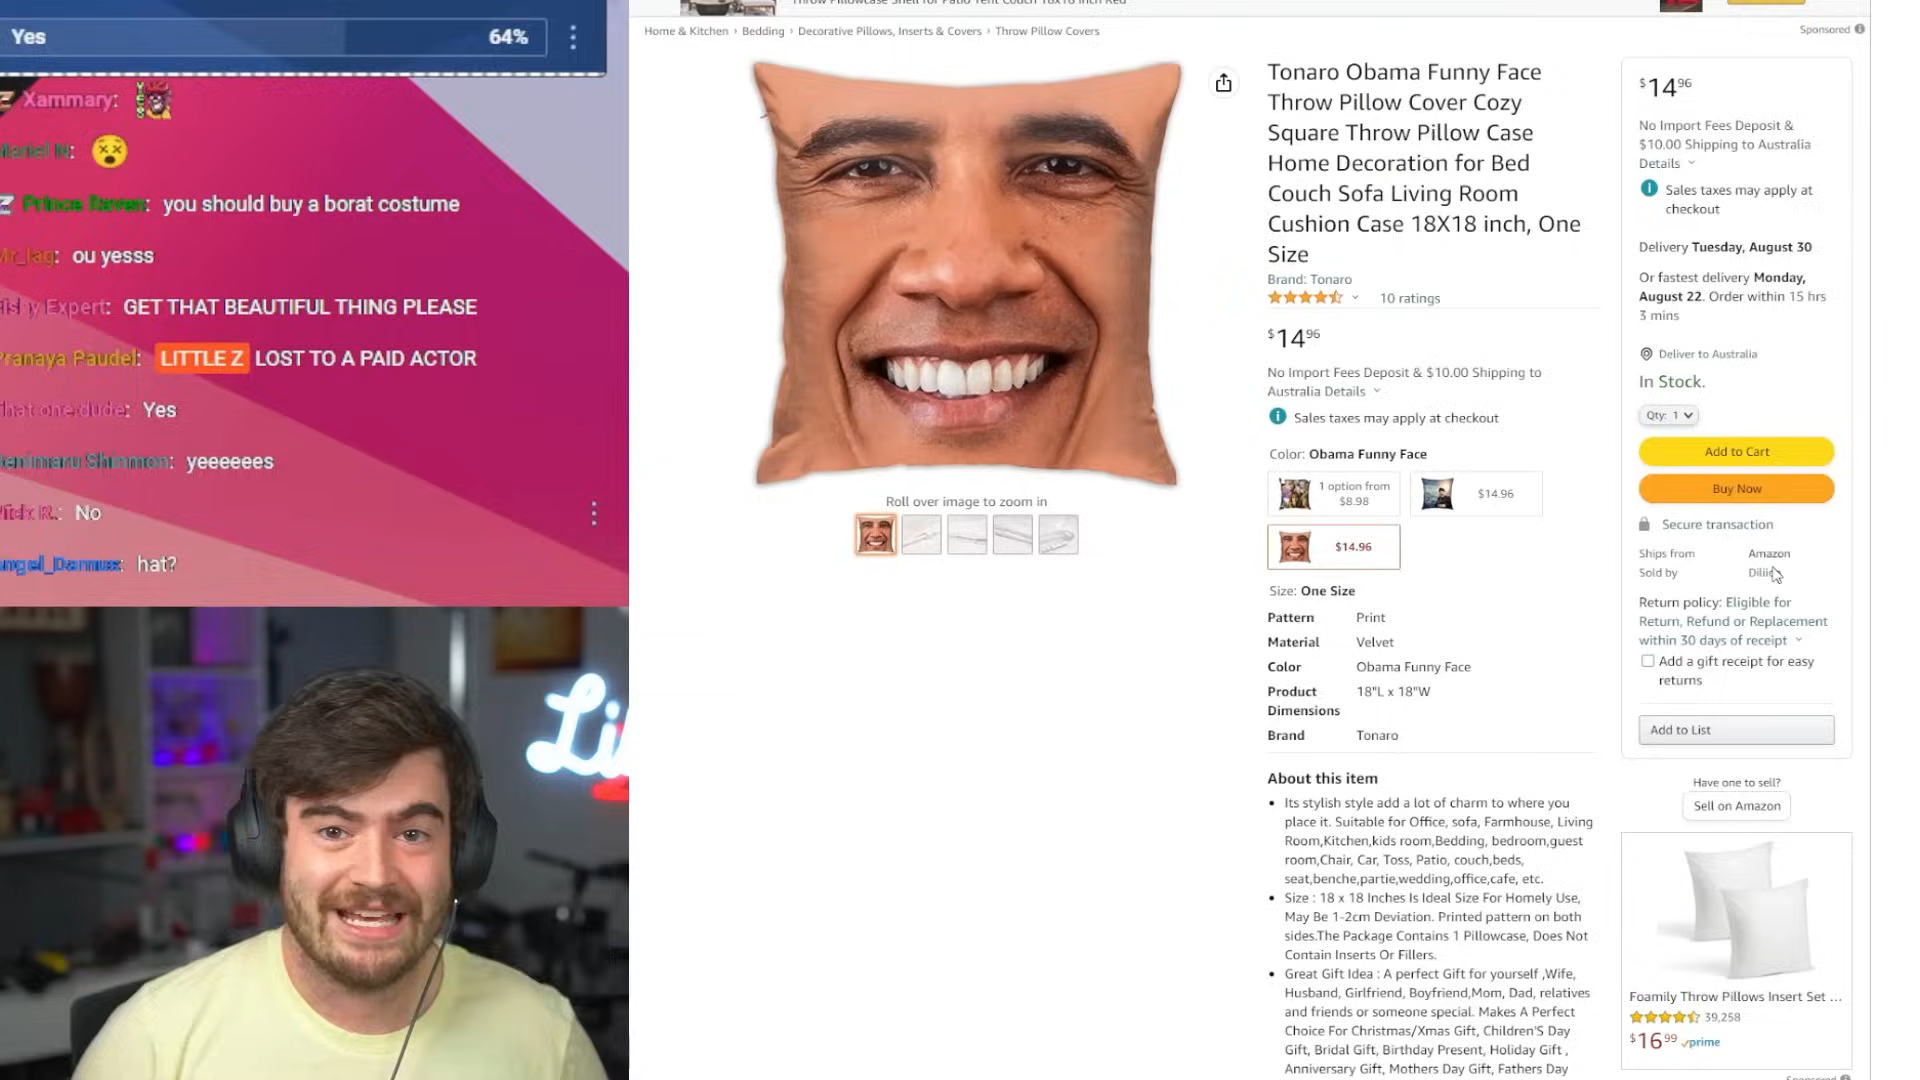 Yes 64%
Xammary:
you should buy a borat costume
ou yesss
Expert: GET THAT BEAUTIFUL THING PLEASE
Pranaya Paudel: LITTLE Z LOST TO A PAID ACTOR
Yes
yeeeeees
No
hat?
Li
Throw Pillowcase Shell for Patio Tent Couch 18x18 Inch Red
Home & Kitchen › Bedding › Decorative Pillows, Inserts & Covers › Throw Pillow Covers
Sponsored
Roll over image to zoom in
Tonaro Obama Funny Face
Throw Pillow Cover Cozy
Square Throw Pillow Case
Home Decoration for Bed
Couch Sofa Living Room
Cushion Case 18X18 inch, One
Size
Brand: Tonaro
10 ratings
$14.96
No Import Fees Deposit & $10.00 Shipping to
Australia Details
Sales taxes may apply at checkout
Color: Obama Funny Face
1 option from
$8.98
$14.96
$14.96
Size: One Size
Pattern Print
Material Velvet
Color Obama Funny Face
Product 18"L x 18"W
Dimensions
Brand Tonaro
About this item
• Its stylish style add a lot of charm to where you
place it. Suitable for Office, sofa, Farmhouse, Living
Room,Kitchen,kids room,Bedding, bedroom,guest
room,Chair, Car, Toss, Patio, couch,beds,
seat,benche,partie,wedding,office,cafe, etc.
• Size : 18 x 18 Inches Is Ideal Size For Homely Use,
May Be 1-2cm Deviation. Printed pattern on both
sides.The Package Contains 1 Pillowcase, Does Not
Contain Inserts Or Fillers.
• Great Gift Idea : A perfect Gift for yourself ,Wife,
Husband, Girlfriend, Boyfriend,Mom, Dad, relatives
and friends or someone special. Makes A Perfect
Choice For Christmas/Xmas Gift, Children'S Day
Gift, Bridal Gift, Birthday Present, Holiday Gift ,
Anniversary Gift, Mothers Day Gift, Fathers Day
$14.96
No Import Fees Deposit &
$10.00 Shipping to Australia
Details
Sales taxes may apply at
checkout
Delivery Tuesday, August 30
Or fastest delivery Monday,
August 22. Order within 15 hrs
3 mins
Deliver to Australia
In Stock.
Qty: 1
Add to Cart
Buy Now
Secure transaction
Ships from Amazon
Sold by
Return policy: Eligible for
Return, Refund or Replacement
within 30 days of receipt
Add a gift receipt for easy
returns
Add to List
Have one to sell?
Sell on Amazon
Foamily Throw Pillows Insert Set ...
39,258
$16.99 prime
Sponsored